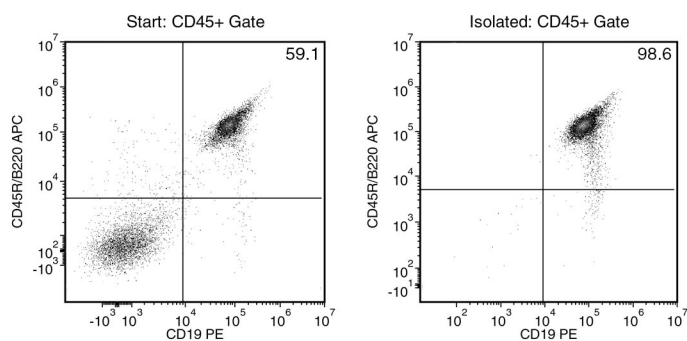 Start: CD45+ Gate
59.1
10^7
10^6
10^5
10^4
10^2
-10^3
CD45R/B220 APC
-10^3 10^3 10^4 10^5 10^6 10^7
CD19 PE
Isolated: CD45+ Gate
98.6
10^7
10^6
10^5
10^4
10^3
10^2
-10^1
CD45R/B220 APC
10^2 10^3 10^4 10^5 10^6 10^7
CD19 PE